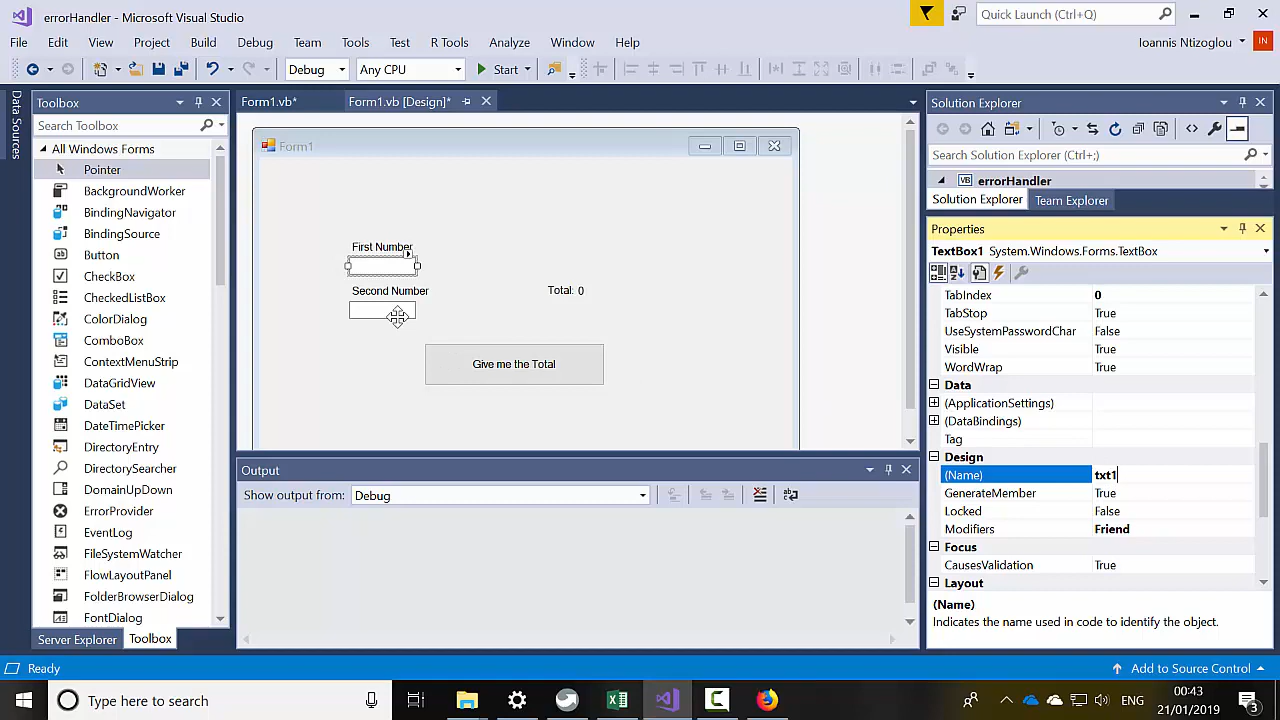 errorHandler - Microsoft Visual Studio
Quick Launch (Ctrl+Q)
File Edit View Project Build Debug Team Tools Test R Tools Analyze Window Help
Ioannis Ntizoglou IN
Debug Any CPU Start
Data Sources
Toolbox
Search Toolbox
All Windows Forms
Pointer
BackgroundWorker
BindingNavigator
BindingSource
Button
CheckBox
CheckedListBox
ColorDialog
ComboBox
ContextMenuStrip
DataGridView
DataSet
DateTimePicker
DirectoryEntry
DirectorySearcher
DomainUpDown
ErrorProvider
EventLog
FileSystemWatcher
FlowLayoutPanel
FolderBrowserDialog
FontDialog
Server Explorer Toolbox
Form1.vb* Form1.vb [Design]*
Form1
First Number
Second Number
Total: 0
Give me the Total
Output
Show output from: Debug
Solution Explorer
Search Solution Explorer (Ctrl+;)
VB errorHandler
Solution Explorer Team Explorer
Properties
TextBox1 System.Windows.Forms.TextBox
TabIndex 0
TabStop True
UseSystemPasswordChar False
Visible True
WordWrap True
Data
(ApplicationSettings)
(DataBindings)
Tag
Design
(Name) txt1
GenerateMember True
Locked False
Modifiers Friend
Focus
CausesValidation True
Layout
(Name)
Indicates the name used in code to identify the object.
Ready
Add to Source Control
Type here to search
ENG
00:43
21/01/2019
3